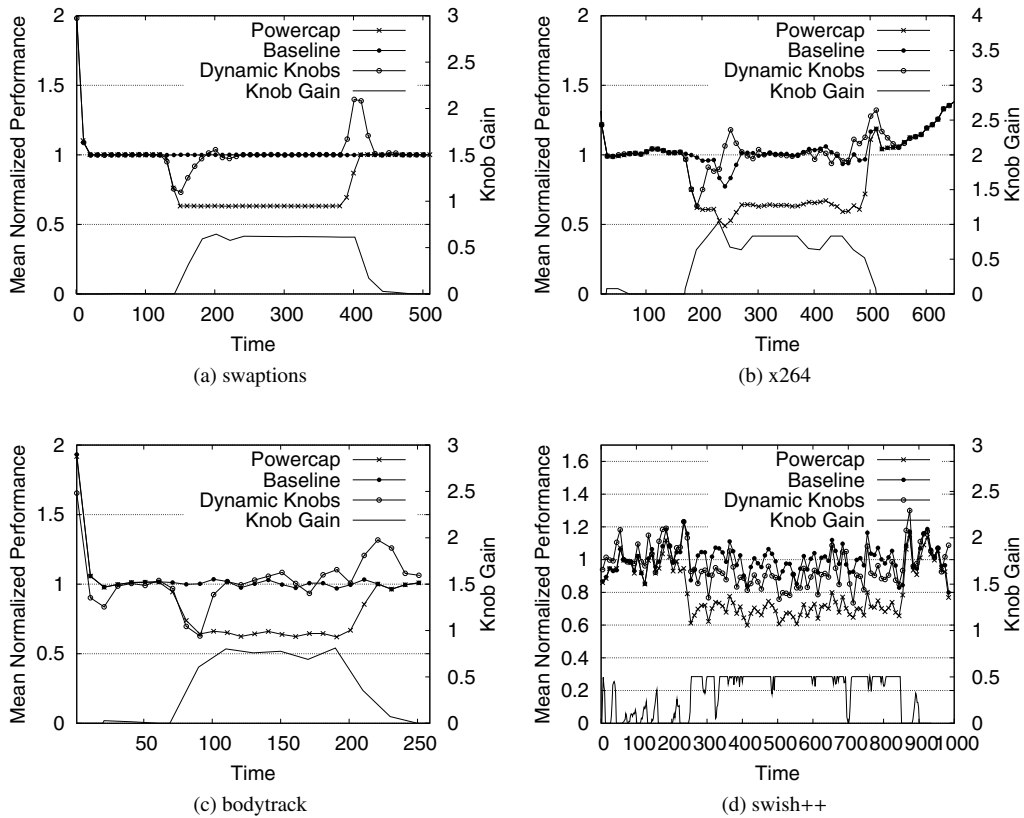 Mean Normalized Performance
2
1.5
1
0.5
0
Powercap
Baseline
Dynamic Knobs
Knob Gain
3
2.5
2
1.5
1
0.5
0
Knob Gain
0 100 200 300 400 500
Time
(a) swaptions
Mean Normalized Performance
2
1.5
1
0.5
0
Powercap
Baseline
Dynamic Knobs
Knob Gain
4
3.5
3
2.5
2
1.5
1
0.5
0
Knob Gain
100 200 300 400 500 600
Time
(b) x264
Mean Normalized Performance
2
1.5
1
0.5
0
Powercap
Baseline
Dynamic Knobs
Knob Gain
3
2.5
2
1.5
1
0.5
0
Knob Gain
50 100 150 200 250
Time
(c) bodytrack
Mean Normalized Performance
1.6
1.4
1.2
1
0.8
0.6
0.4
0.2
0
Powercap
Baseline
Dynamic Knobs
Knob Gain
3
2.5
2
1.5
1
0.5
0
Knob Gain
0 100 200 300 400 500 600 700 800 900 1000
Time
(d) swish++